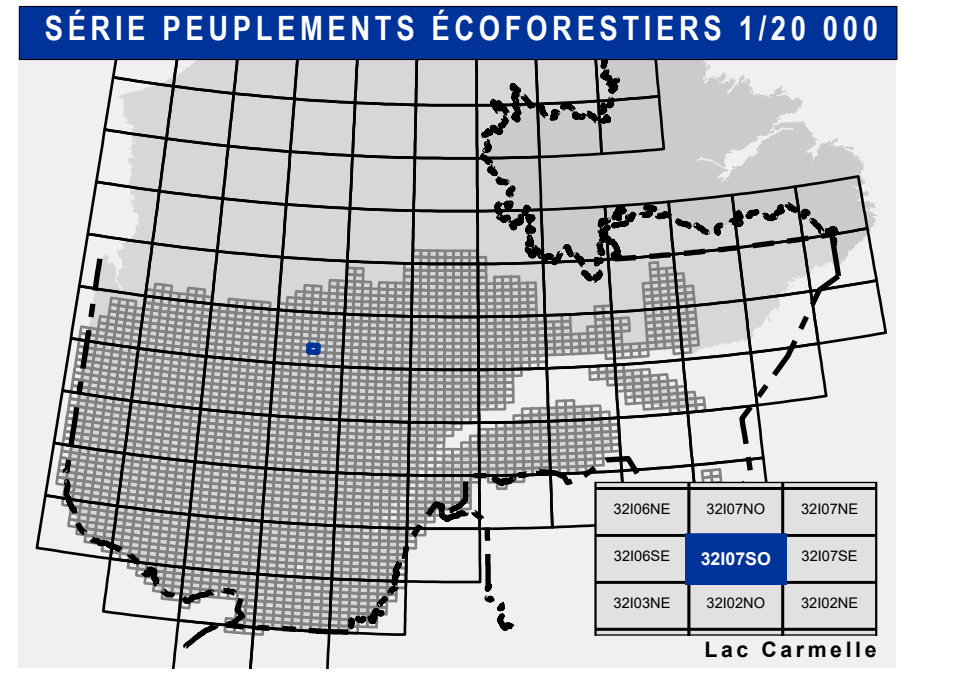 SÉRIE PEUPLEMENTS ÉCOFORESTIERS 1/20 000
32I06NE 32I07NO 32I07NE
32I06SE 32I07SO 32I07SE
32I03NE 32I02NO 32I02NE
Lac Carmelle